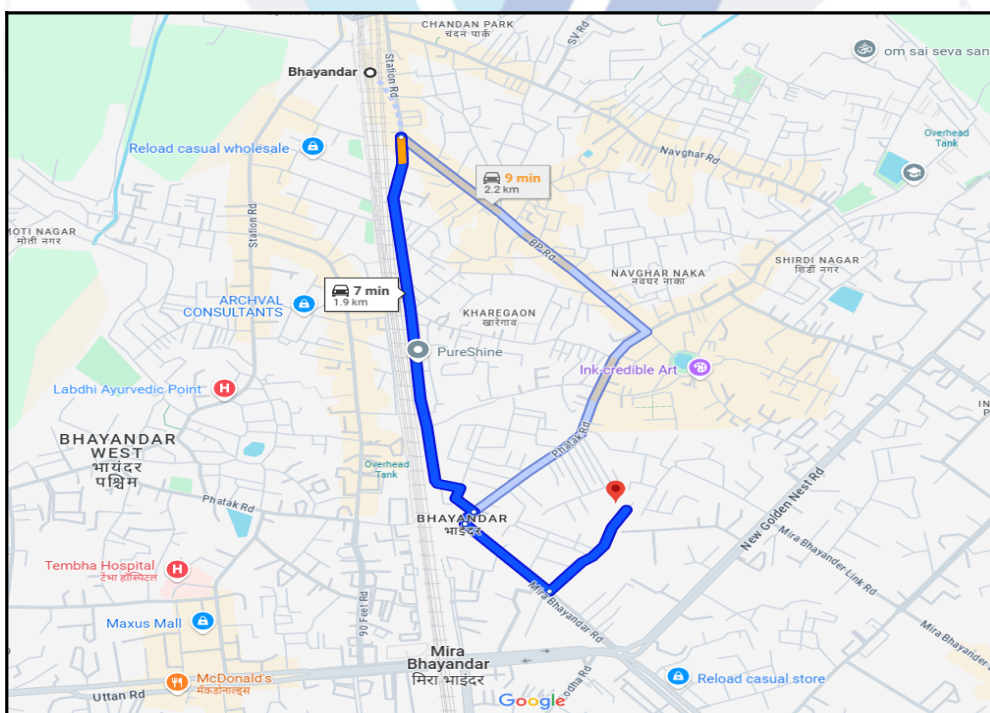 CHANDAN PARK
चंदन पार्क
SV Rd
om sai seva san
Bhayandar
Station Rd
Reload casual wholesale
Navghar Rd
Overhead
Tank
9 min
2.2 km
Station Rd
MOTI NAGAR
मोती नगर
BP Rd
SHIRDI NAGAR
शिर्डी नगर
NAVGHAR NAKA
नवघर नाका
7 min
1.9 km
ARCHVAL
CONSULTANTS
KHAREGAON
खारेगाव
PureShine
Ink-credible Art
Labdhi Ayurvedic Point
IN
P
BHAYANDAR
WEST
भायंदर
पश्चिम
Phatak Rd
Overhead
Tank
Phatak Rd
New Golden Nest Rd
BHAYANDAR
भाईंदर
Mira Bhayander Link Rd
Tembha Hospital
टेंभा हॉस्पिटल
Mira Bhayandar Rd
90 Feet Rd
Maxus Mall
Mira Bhayander
Mira
Bhayandar
मिरा भाईंदर
McDonald's
मॅकडोनाल्ड्स
Uttan Rd
Lodha Rd
Reload casual store
Google